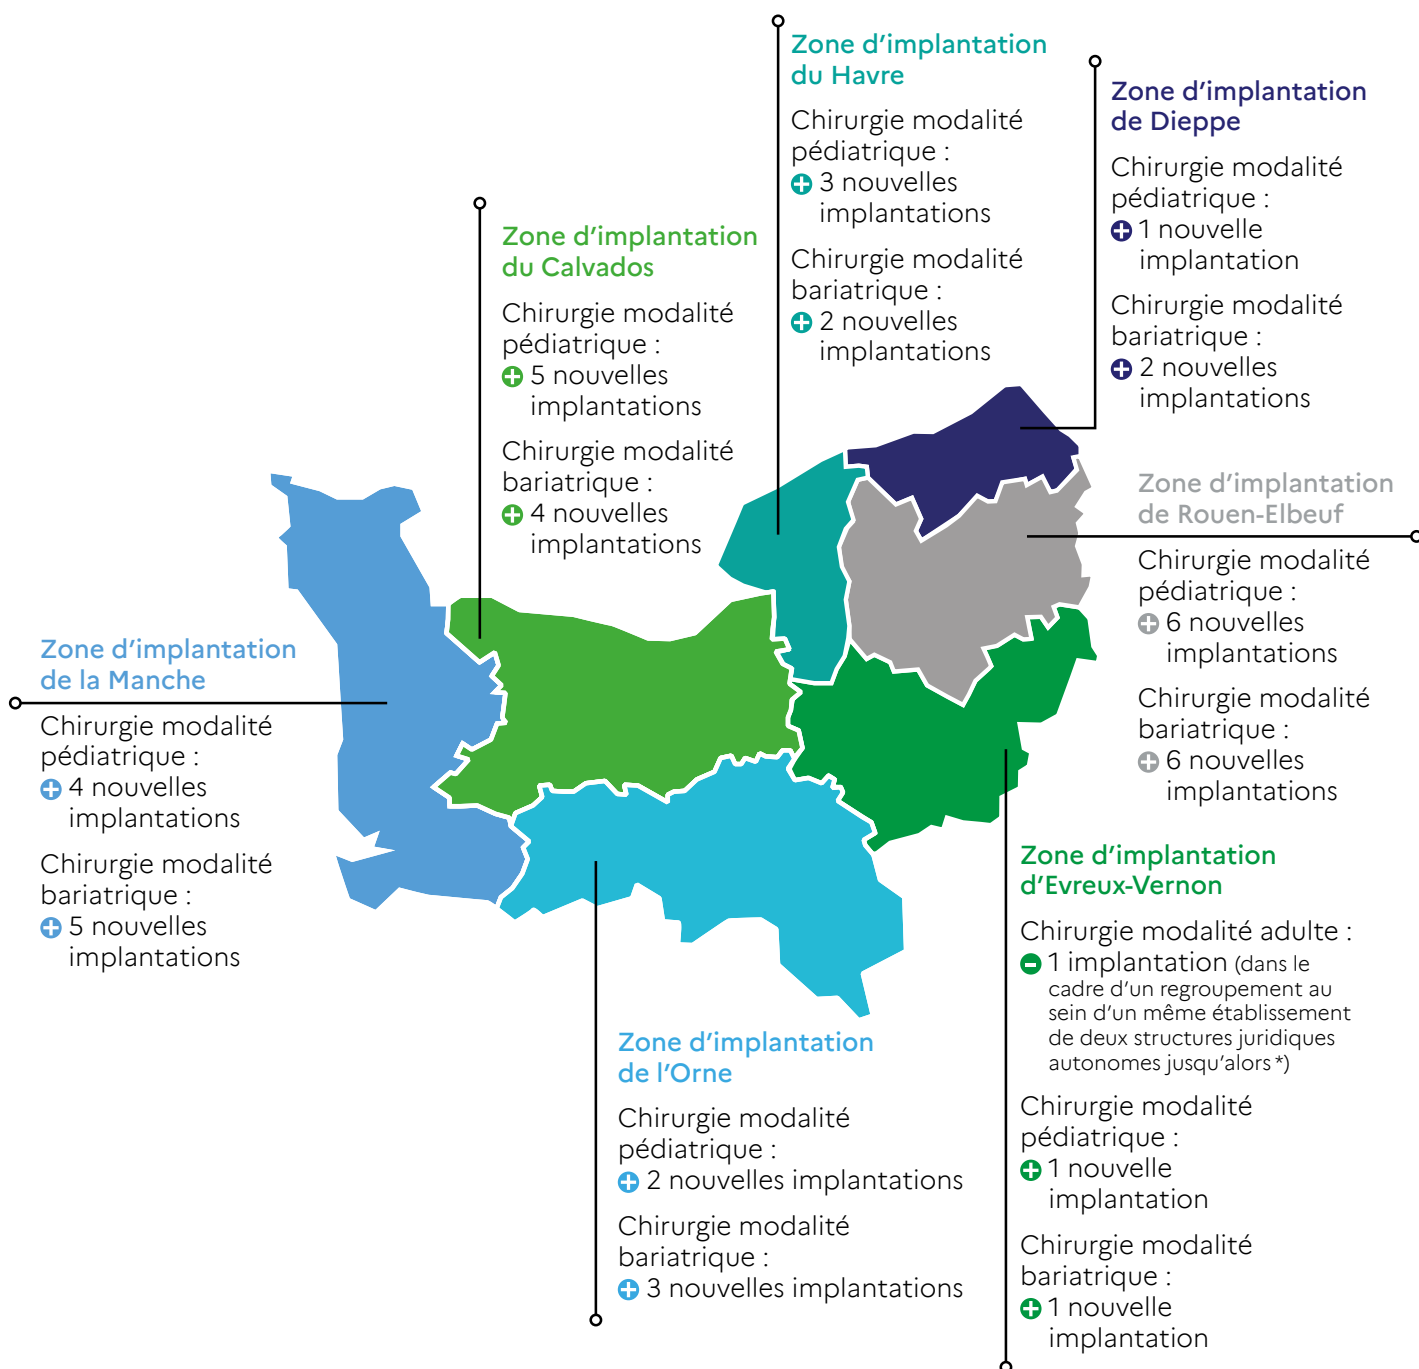 Zone d’implantation
du Havre
Chirurgie modalité
pédiatrique :
+ 3 nouvelles
implantations
Chirurgie modalité
bariatrique :
+ 2 nouvelles
implantations
Zone d’implantation
de Dieppe
Chirurgie modalité
pédiatrique :
+ 1 nouvelle
implantation
Chirurgie modalité
bariatrique :
+ 2 nouvelles
implantations
Zone d’implantation
du Calvados
Chirurgie modalité
pédiatrique :
+ 5 nouvelles
implantations
Chirurgie modalité
bariatrique :
+ 4 nouvelles
implantations
Zone d’implantation
de Rouen-Elbeuf
Chirurgie modalité
pédiatrique :
+ 6 nouvelles
implantations
Chirurgie modalité
bariatrique :
+ 6 nouvelles
implantations
Zone d’implantation
de la Manche
Chirurgie modalité
pédiatrique :
+ 4 nouvelles
implantations
Chirurgie modalité
bariatrique :
+ 5 nouvelles
implantations
Zone d’implantation
d’Evreux-Vernon
Chirurgie modalité adulte :
- 1 implantation (dans le
cadre d’un regroupement au
sein d’un même établissement
de deux structures juridiques
autonomes jusqu’alors *)
Chirurgie modalité
pédiatrique :
+ 1 nouvelle
implantation
Chirurgie modalité
bariatrique :
+ 1 nouvelle
implantation
Zone d’implantation
de l’Orne
Chirurgie modalité
pédiatrique :
+ 2 nouvelles implantations
Chirurgie modalité
bariatrique :
+ 3 nouvelles implantations